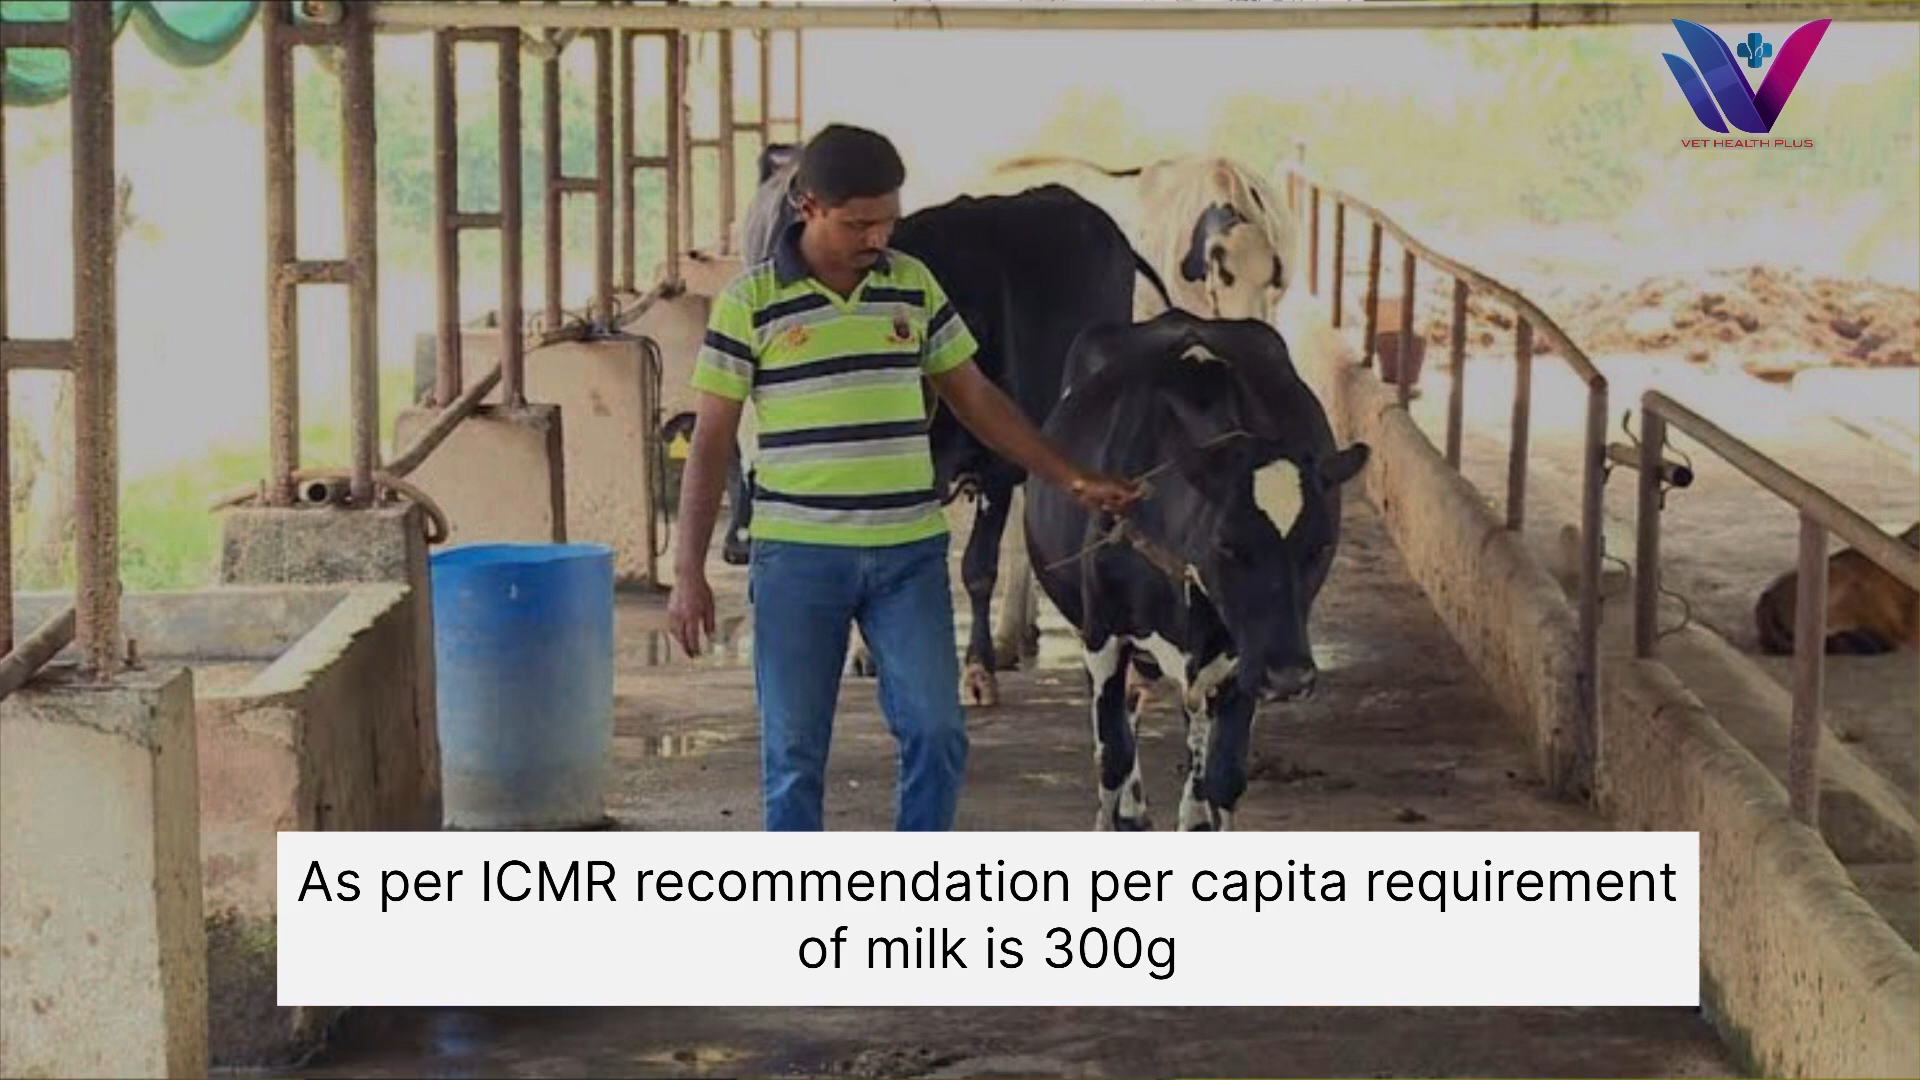 VET HEALTH PLUS
As per ICMR recommendation per capita requirement
of milk is 300g